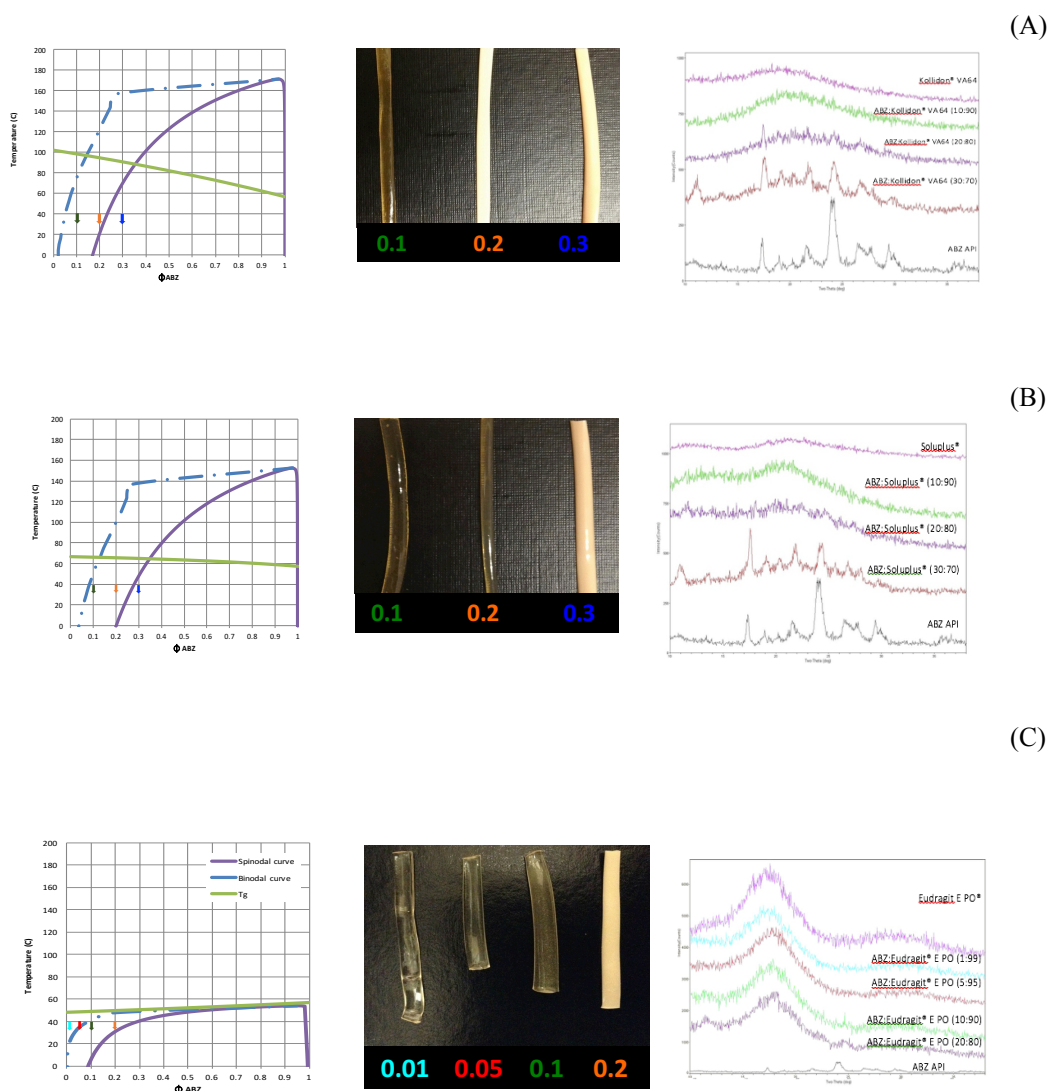 (A)
200
180
160
140
120
100
80
60
40
20
0
Temperature (C)
0 0.1 0.2 0.3 0.4 0.5 0.6 0.7 0.8 0.9 1
ϕABZ
0.1 0.2 0.3
Kollidon® VA64
ABZ:Kollidon® VA64 (10:90)
ABZ:Kollidon® VA64 (20:80)
ABZ:Kollidon® VA64 (30:70)
ABZ API
Two-Theta (deg)
(B)
200
180
160
140
120
100
80
60
40
20
0
Temperature (C)
0 0.1 0.2 0.3 0.4 0.5 0.6 0.7 0.8 0.9 1
ϕ ABZ
0.1 0.2 0.3
Soluplus®
ABZ:Soluplus® (10:90)
ABZ:Soluplus® (20:80)
ABZ:Soluplus® (30:70)
ABZ API
Two-Theta (deg)
(C)
200
180
160
140
120
100
80
60
40
20
0
Temperature (C)
Spinodal curve
Binodal curve
Tg
0 0.1 0.2 0.3 0.4 0.5 0.6 0.7 0.8 0.9 1
ϕ ABZ
0.01 0.05 0.1 0.2
Eudragit E PO®
ABZ:Eudragit® E PO (1:99)
ABZ:Eudragit® E PO (5:95)
ABZ:Eudragit® E PO (10:90)
ABZ:Eudragit® E PO (20:80)
ABZ API